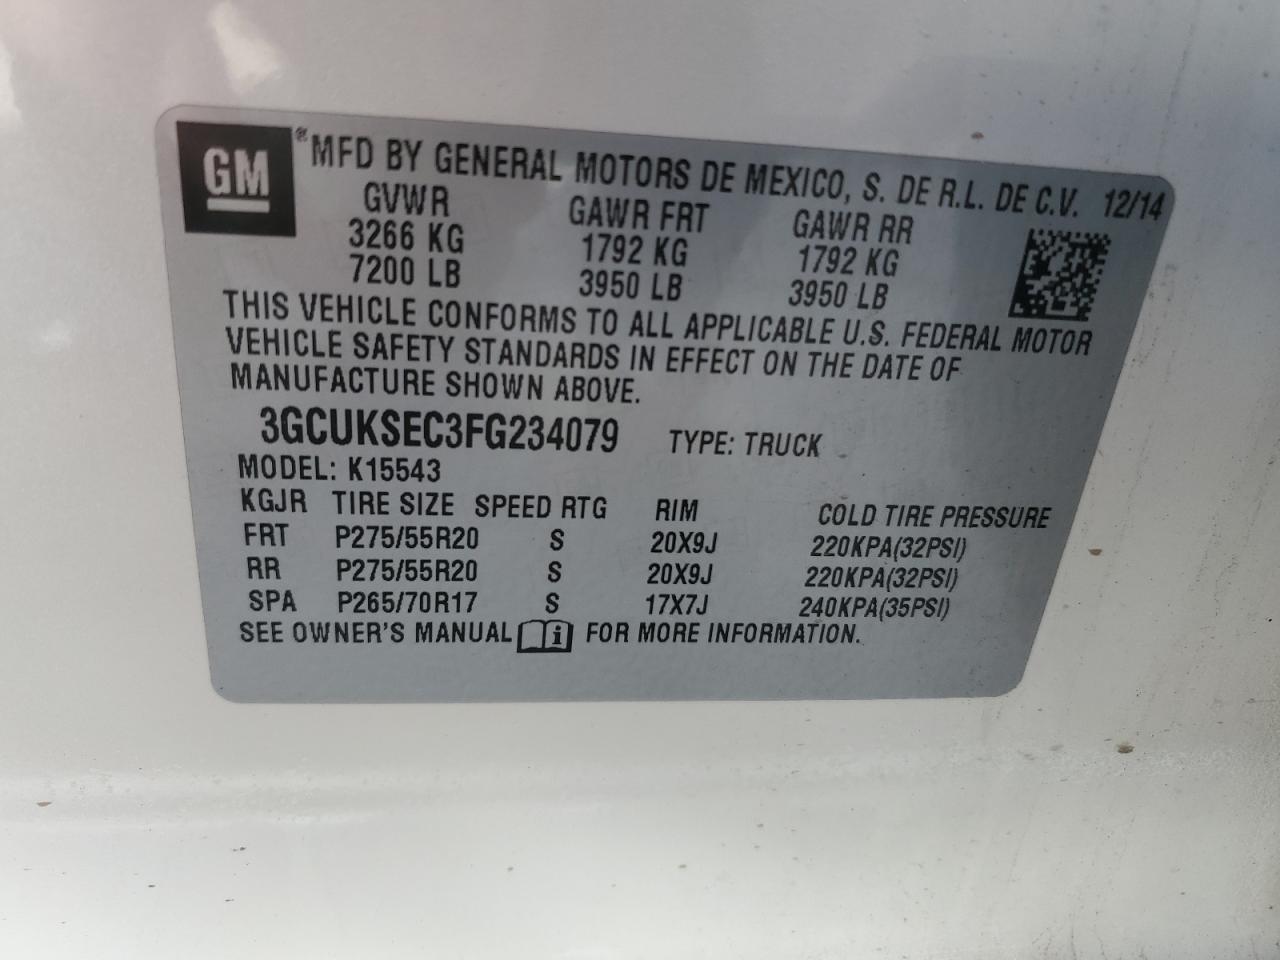 GM ® MFD BY GENERAL MOTORS DE MEXICO, S. DE R.L. DE C.V. 12/14
GVWR GAWR FRT GAWR RR
3266 KG 1792 KG 1792 KG
7200 LB 3950 LB 3950 LB
THIS VEHICLE CONFORMS TO ALL APPLICABLE U.S. FEDERAL MOTOR
VEHICLE SAFETY STANDARDS IN EFFECT ON THE DATE OF
MANUFACTURE SHOWN ABOVE.
3GCUKSEC3FG234079 TYPE: TRUCK
MODEL: K15543
KGJR TIRE SIZE SPEED RTG RIM COLD TIRE PRESSURE
FRT P275/55R20 S 20X9J 220KPA(32PSI)
RR P275/55R20 S 20X9J 220KPA(32PSI)
SPA P265/70R17 S 17X7J 240KPA(35PSI)
SEE OWNER'S MANUAL i FOR MORE INFORMATION.